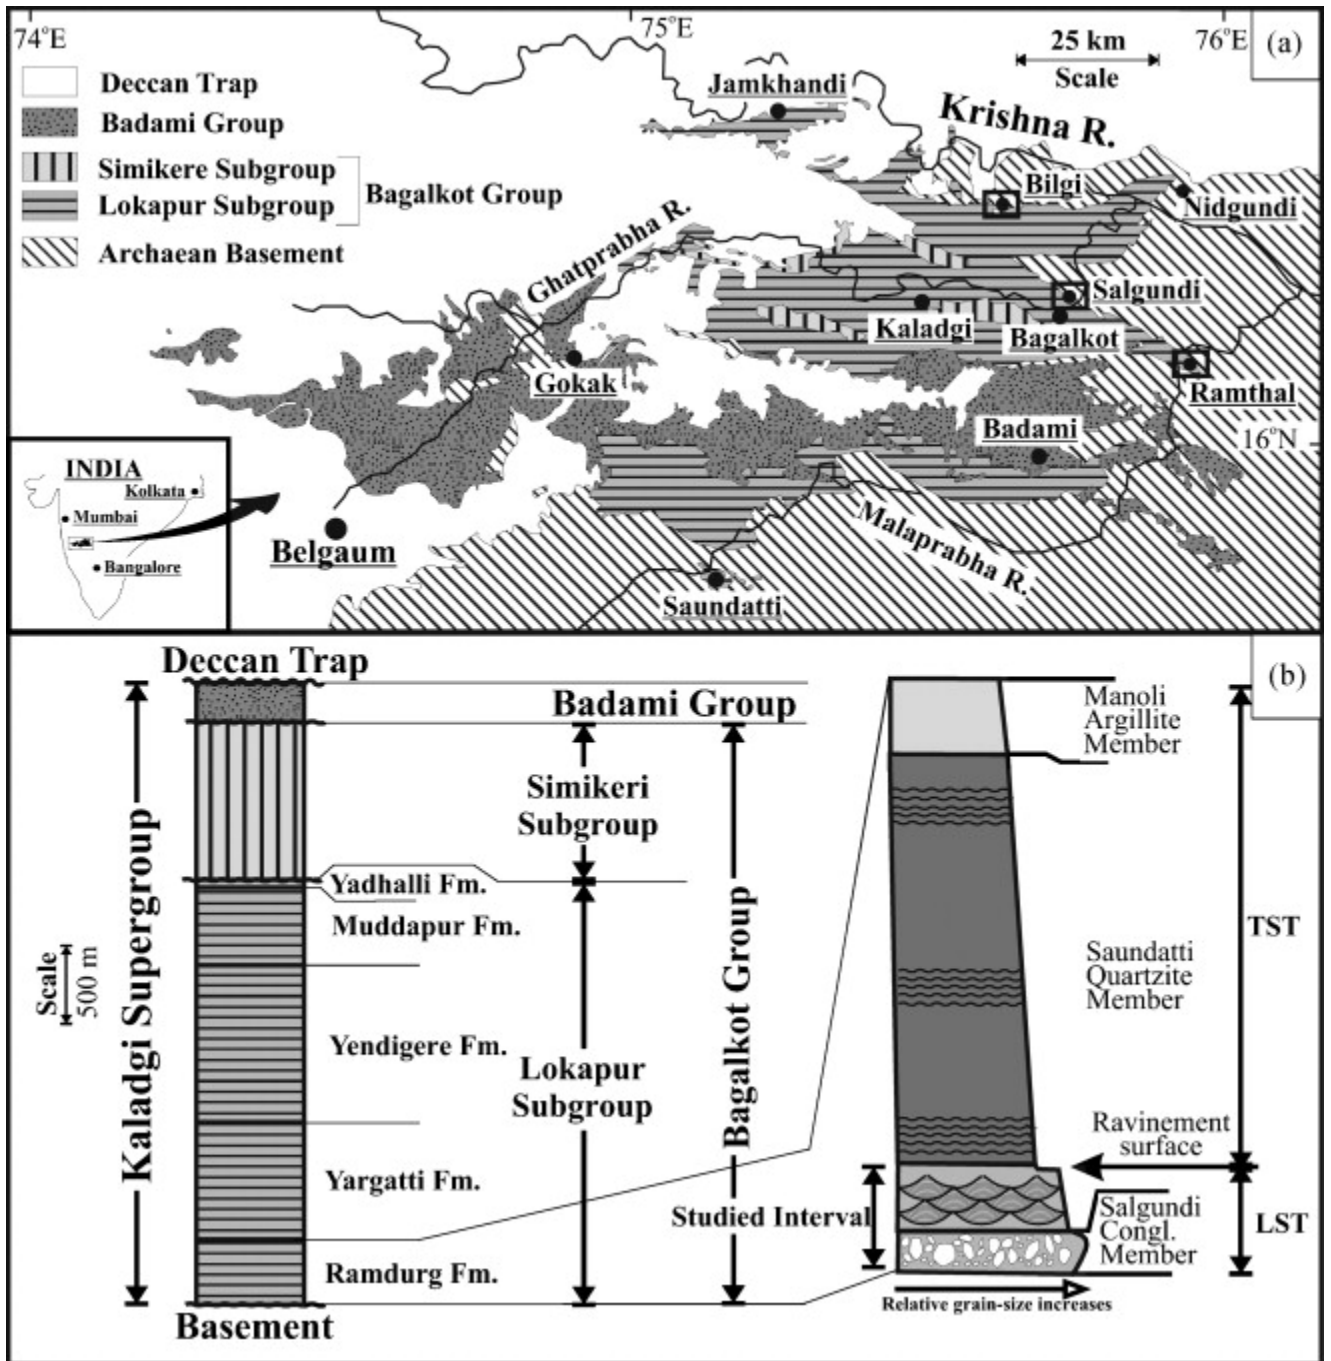 74°E
75°E
76°E
(a)
25 km
Scale
Deccan Trap
Badami Group
Simikere Subgroup
Lokapur Subgroup
Bagalkot Group
Archaean Basement
Jamkhandi
Krishna R.
Bilgi
Nidgundi
Ghatprabha R.
Salgundi
Kaladgi
Bagalkot
Gokak
Ramthal
Badami
16°N
INDIA
Kolkata
Mumbai
Bangalore
Belgaum
Malaprabha R.
Saundatti
(b)
Deccan Trap
Badami Group
Simikeri
Subgroup
Yadhalli Fm.
Muddapur Fm.
Yendigere Fm.
Lokapur
Subgroup
Yargatti Fm.
Ramdurg Fm.
Basement
Kaladgi Supergroup
Scale
500 m
Bagalkot Group
Manoli
Argillite
Member
TST
Saundatti
Quartzite
Member
Ravinement
surface
Studied Interval
Salgundi
Congl.
Member
LST
Relative grain-size increases